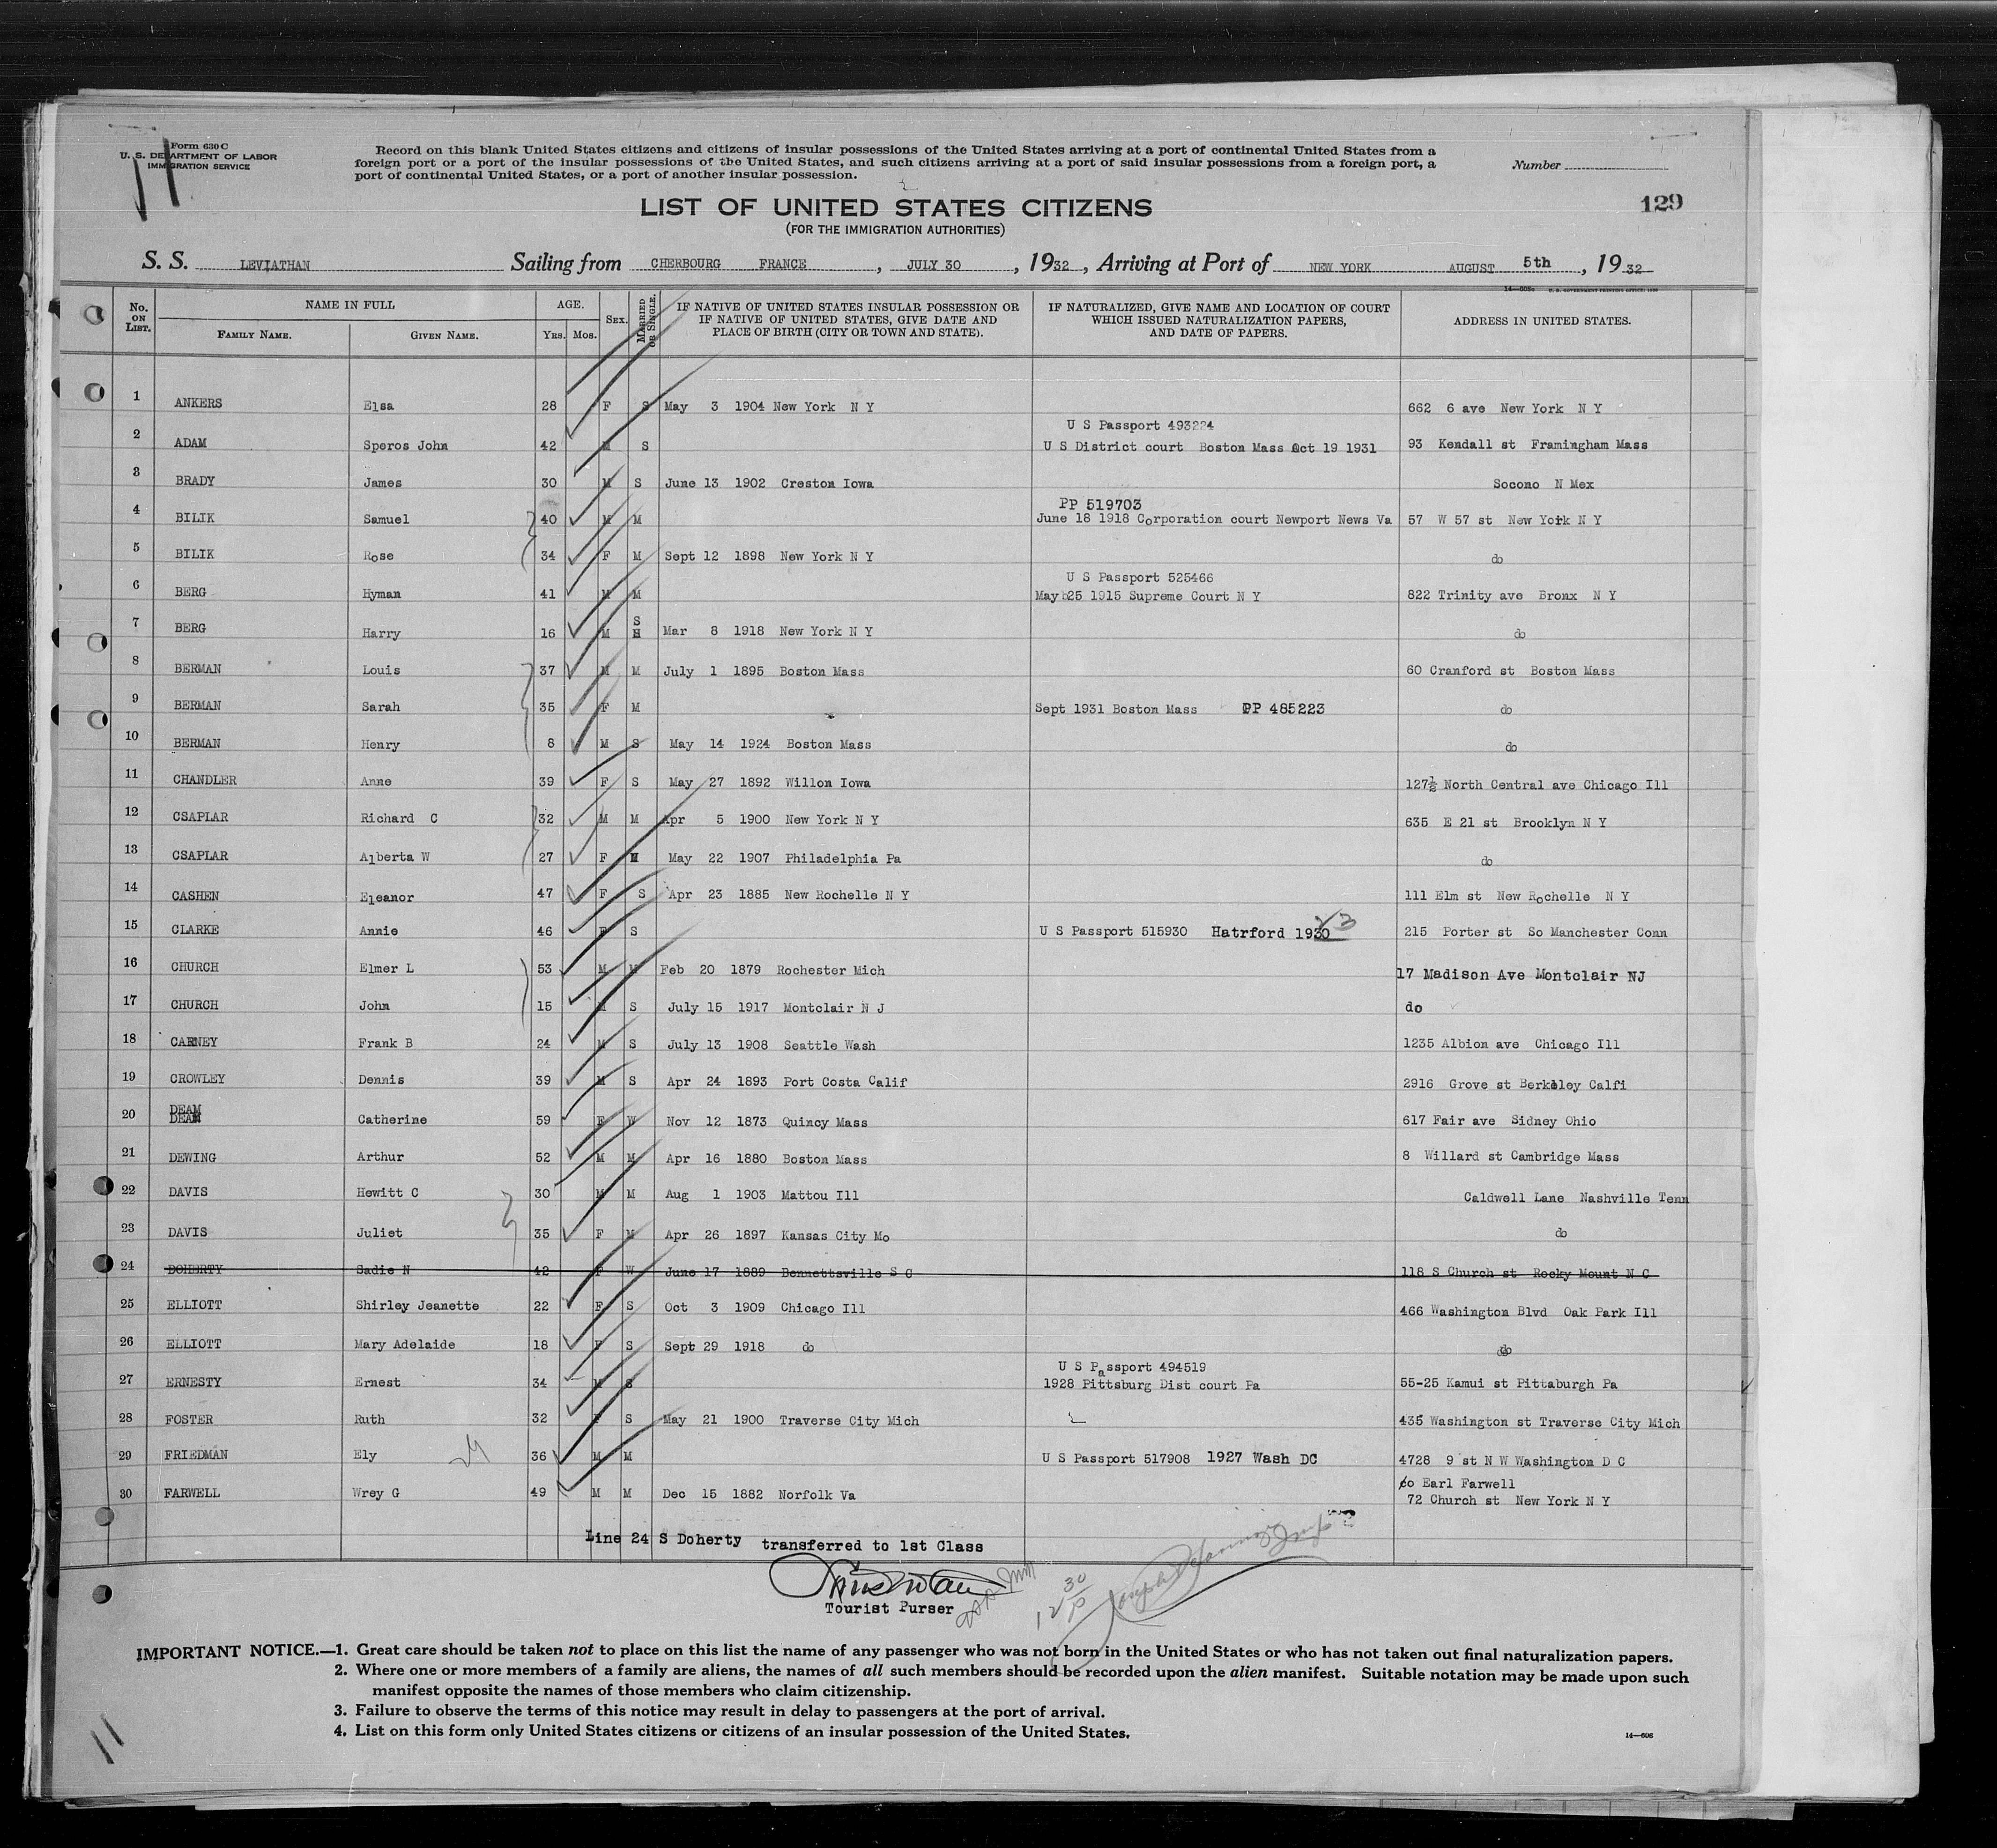 Form 630 C
U. S. DEPARTMENT OF LABOR
IMMIGRATION SERVICE
Record on this blank United States citizens and citizens of insular possessions of the United States arriving at a port of continental United States from a
foreign port or a port of the insular possessions of the United States, and such citizens arriving at a port of said insular possessions from a foreign port, a
port of continental United States, or a port of another insular possession.
Number
129
LIST OF UNITED STATES CITIZENS
(FOR THE IMMIGRATION AUTHORITIES)
S. S. LEVIATHAN Sailing from CHERBOURG FRANCE, JULY 30, 1932, Arriving at Port of NEW YORK AUGUST 5th, 1932
No. ON LIST. NAME IN FULL FAMILY NAME. GIVEN NAME. AGE. Yrs. Mos. SEX. MARRIED OR SINGLE. IF NATIVE OF UNITED STATES INSULAR POSSESSION OR IF NATIVE OF UNITED STATES, GIVE DATE AND PLACE OF BIRTH (CITY OR TOWN AND STATE). IF NATURALIZED, GIVE NAME AND LOCATION OF COURT WHICH ISSUED NATURALIZATION PAPERS, AND DATE OF PAPERS. ADDRESS IN UNITED STATES.
1 ANKERS Elsa 28 F S May 3 1904 New York N Y 662 6 ave New York N Y
U S Passport 493224
2 ADAM Speros John 42 M S U S District court Boston Mass Oct 19 1931 93 Kendall st Framingham Mass
3 BRADY James 30 M S June 13 1902 Creston Iowa Socono N Mex
PP 519703
4 BILIK Samuel 40 M M June 18 1918 Corporation court Newport News Va 57 W 57 st New York N Y
5 BILIK Rose 34 F M Sept 12 1898 New York N Y do
U S Passport 525466
6 BERG Hyman 41 M M May 25 1915 Supreme Court N Y 822 Trinity ave Bronx N Y
7 BERG Harry 16 M S Mar 8 1918 New York N Y do
8 BERMAN Louis 37 M M July 1 1895 Boston Mass 60 Cranford st Boston Mass
9 BERMAN Sarah 35 F M Sept 1931 Boston Mass PP 485223 do
10 BERMAN Henry 8 M S May 14 1924 Boston Mass do
11 CHANDLER Anne 39 F S May 27 1892 Willon Iowa 127½ North Central ave Chicago Ill
12 CSAPLAR Richard C 32 M M Apr 5 1900 New York N Y 635 E 21 st Brooklyn N Y
13 CSAPLAR Alberta W 27 F M May 22 1907 Philadelphia Pa do
14 CASHEN Eleanor 47 F S Apr 23 1885 New Rochelle N Y 111 Elm st New Rochelle N Y
15 CLARKE Annie 46 F S U S Passport 515930 Hatrford 1930 23 215 Porter st So Manchester Conn
16 CHURCH Elmer L 53 M M Feb 20 1879 Rochester Mich 17 Madison Ave Montclair NJ
17 CHURCH John 15 M S July 15 1917 Montclair N J do
18 CARNEY Frank B 24 M S July 13 1908 Seattle Wash 1235 Albion ave Chicago Ill
19 CROWLEY Dennis 39 M S Apr 24 1893 Port Costa Calif 2916 Grove st Berkeley Calfi
DEAM
20 DEAM Catherine 59 F W Nov 12 1873 Quincy Mass 617 Fair ave Sidney Ohio
21 DEWING Arthur 52 M M Apr 16 1880 Boston Mass 8 Willard st Cambridge Mass
22 DAVIS Hewitt C 30 M M Aug 1 1903 Mattou Ill Caldwell Lane Nashville Tenn
23 DAVIS Juliet 35 F M Apr 26 1897 Kansas City Mo do
24 DOHERTY Sadie N 42 F W June 17 1889 Bennettsville S C 118 S Church st Rocky Mount N C
25 ELLIOTT Shirley Jeanette 22 F S Oct 3 1909 Chicago Ill 466 Washington Blvd Oak Park Ill
26 ELLIOTT Mary Adelaide 18 F S Sept 29 1918 do do
U S Passport 494519
27 ERNESTY Ernest 34 M S 1928 Pittsburg Dist court Pa 55-25 Kamui st Pittaburgh Pa
28 FOSTER Ruth 32 F S May 21 1900 Traverse City Mich 435 Washington st Traverse City Mich
29 FRIEDMAN Ely 36 M M U S Passport 517908 1927 Wash DC 4728 9 st N W Washington D C
co Earl Farwell
30 FARWELL Wrey G 49 M M Dec 15 1882 Norfolk Va 72 Church st New York N Y
Line 24 S Doherty transferred to 1st Class
Tourist Purser
12 30 P
IMPORTANT NOTICE.—1. Great care should be taken not to place on this list the name of any passenger who was not born in the United States or who has not taken out final naturalization papers.
2. Where one or more members of a family are aliens, the names of all such members should be recorded upon the alien manifest. Suitable notation may be made upon such
manifest opposite the names of those members who claim citizenship.
3. Failure to observe the terms of this notice may result in delay to passengers at the port of arrival.
4. List on this form only United States citizens or citizens of an insular possession of the United States.
14—606
11